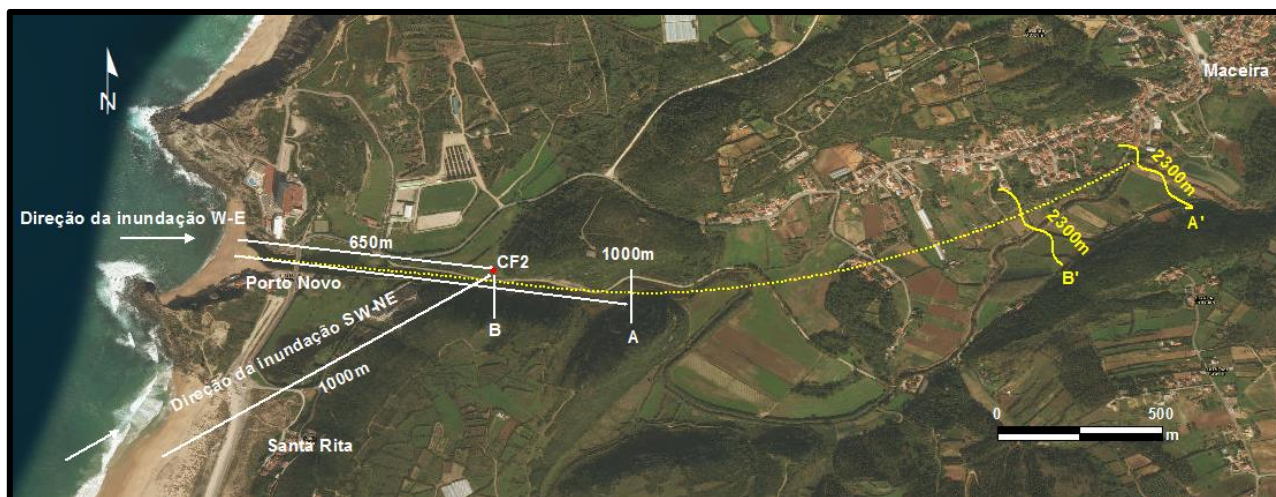 Maceira
N
2300m
A'
2300m
B'
Direção da inundação W-E
650m
CF2
1000m
Porto Novo
B
A
Direção da inundação SW-NE
1000m
Santa Rita
0
500
m